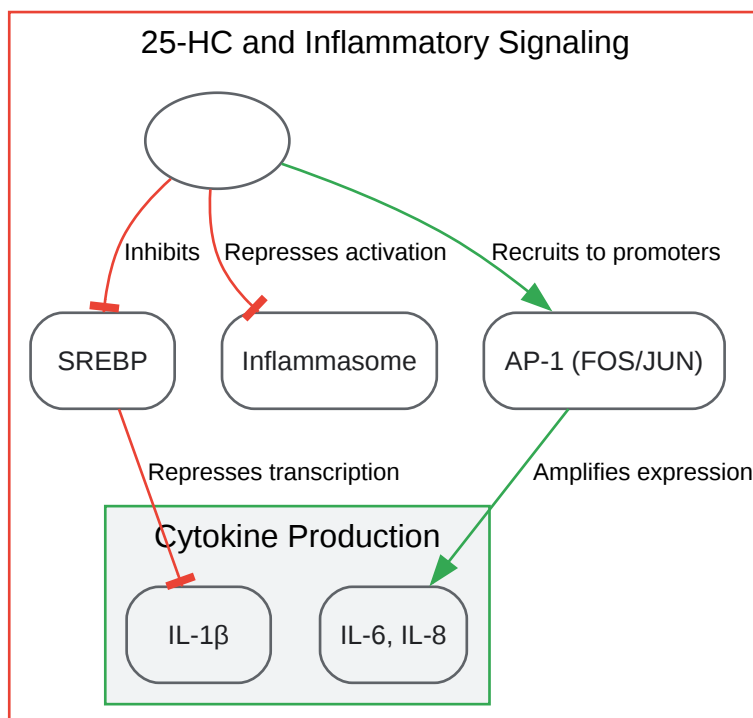 25-HC and Inflammatory Signaling
Inhibits
Represses activation
Recruits to promoters
SREBP
Inflammasome
AP-1 (FOS/JUN)
Represses transcription
Amplifies expression
Cytokine Production
IL-1β
IL-6, IL-8